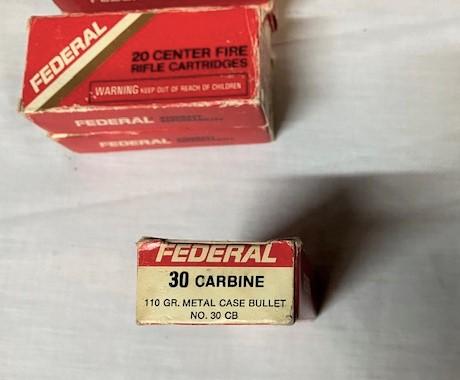 FEDERAL
20 CENTER FIRE
RIFLE CARTRIDGES
WARNING KEEP OUT OF REACH OF CHILDREN
FEDERAL
FEDERAL
FEDERAL
30 CARBINE
110 GR. METAL CASE BULLET
NO. 30 CB